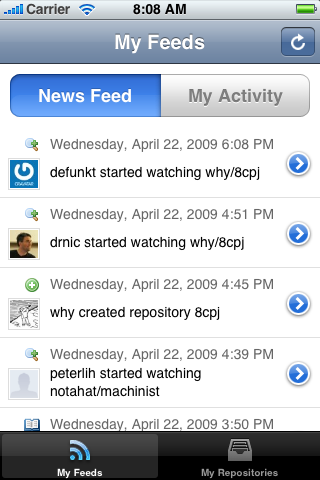 Carrier 8:08 AM
My Feeds
News Feed My Activity
Wednesday, April 22, 2009 6:08 PM
defunkt started watching why/8cpj
Wednesday, April 22, 2009 4:51 PM
drnic started watching why/8cpj
Wednesday, April 22, 2009 4:45 PM
why created repository 8cpj
Wednesday, April 22, 2009 4:39 PM
peterlih started watching
notahat/machinist
Wednesday, April 22, 2009 3:50 PM
My Feeds My Repositories